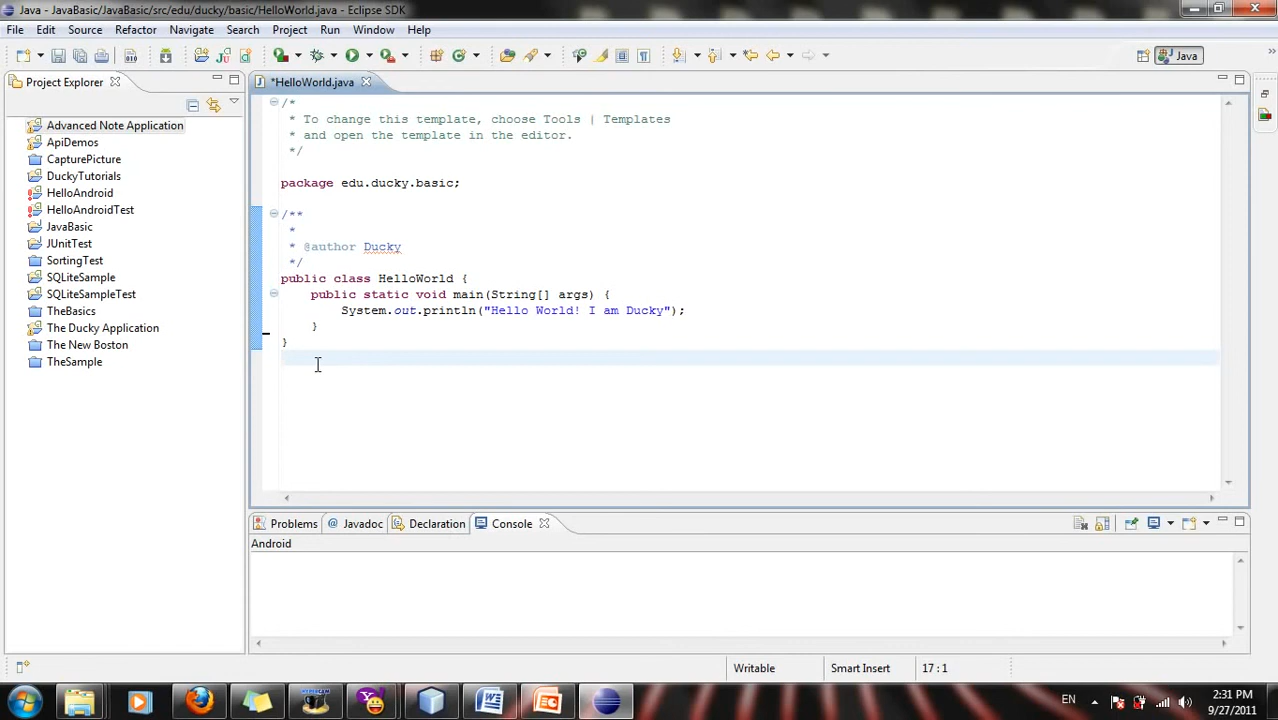 Java - JavaBasic/JavaBasic/src/edu/ducky/basic/HelloWorld.java - Eclipse SDK
File Edit Source Refactor Navigate Search Project Run Window Help
Java
Project Explorer
*HelloWorld.java
Advanced Note Application
ApiDemos
CapturePicture
DuckyTutorials
HelloAndroid
HelloAndroidTest
JavaBasic
JUnitTest
SortingTest
SQLiteSample
SQLiteSampleTest
TheBasics
The Ducky Application
The New Boston
TheSample
/*
* To change this template, choose Tools | Templates
* and open the template in the editor.
*/
package edu.ducky.basic;
/**
*
* @author Ducky
*/
public class HelloWorld {
public static void main(String[] args) {
System.out.println("Hello World! I am Ducky");
}
}
Problems @ Javadoc Declaration Console
Android
Writable Smart Insert 17 : 1
EN
2:31 PM
9/27/2011